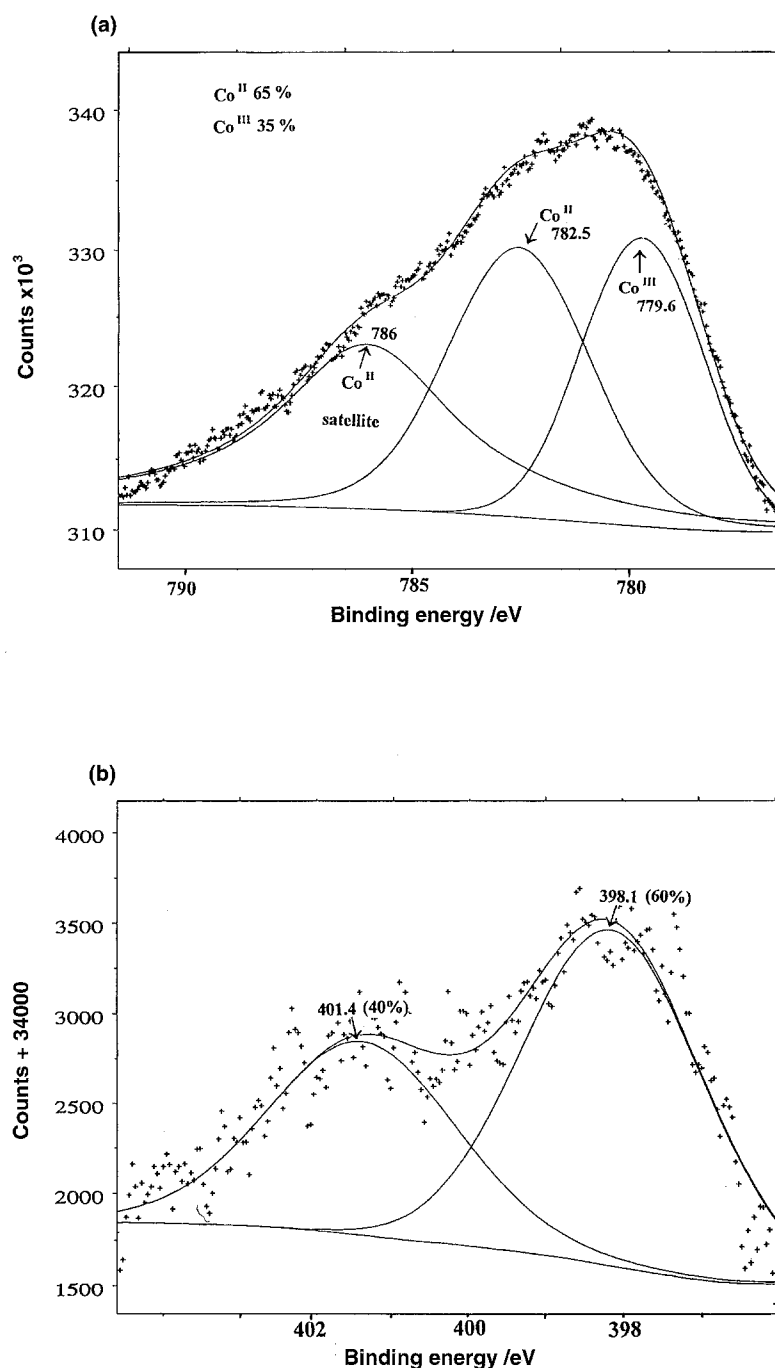 (a)
Co II 65 %
Co III 35 %
340
330
320
310
Counts x10³
Co II
782.5
Co III
779.6
786
Co II
satellite
790
785
780
Binding energy /eV
(b)
4000
3500
3000
2500
2000
1500
Counts + 34000
398.1 (60%)
401.4 (40%)
402
400
398
Binding energy /eV